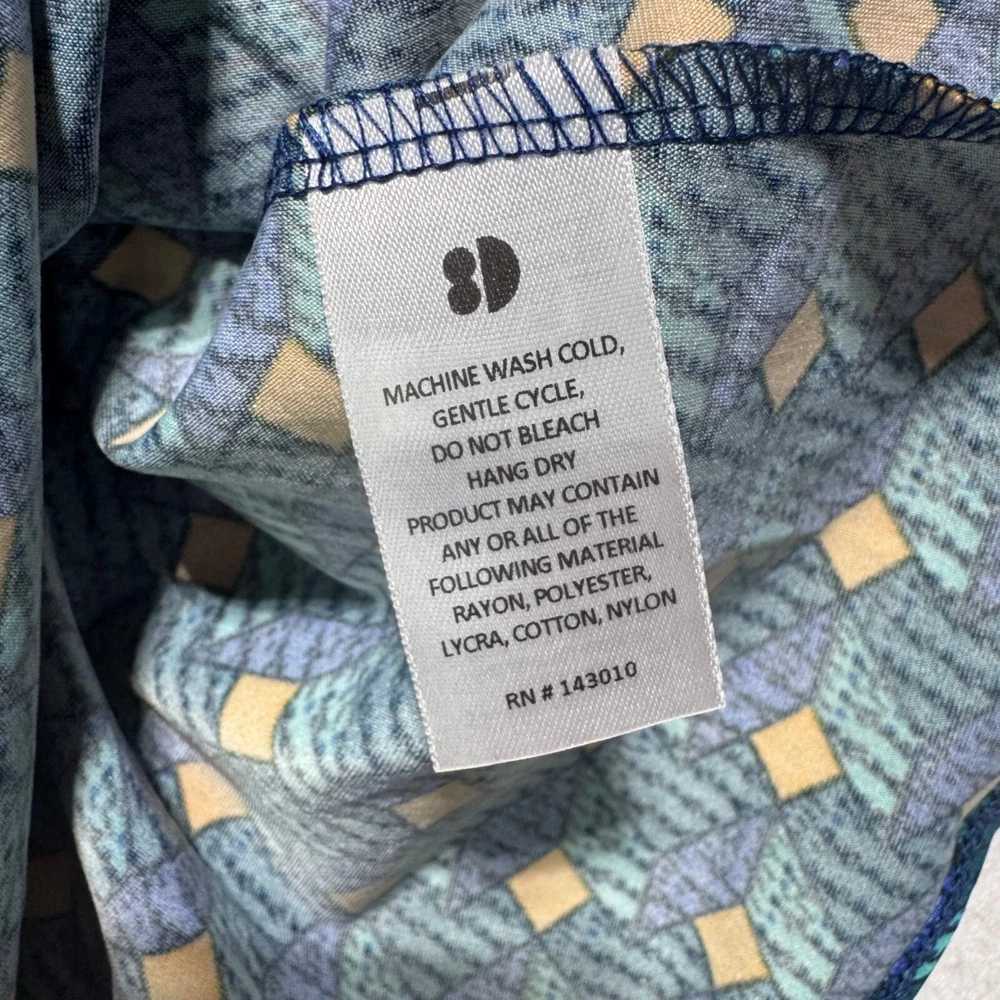 8D
MACHINE WASH COLD,
GENTLE CYCLE,
DO NOT BLEACH
HANG DRY
PRODUCT MAY CONTAIN
ANY OR ALL OF THE
FOLLOWING MATERIAL
RAYON, POLYESTER,
LYCRA, COTTON, NYLON
RN # 143010